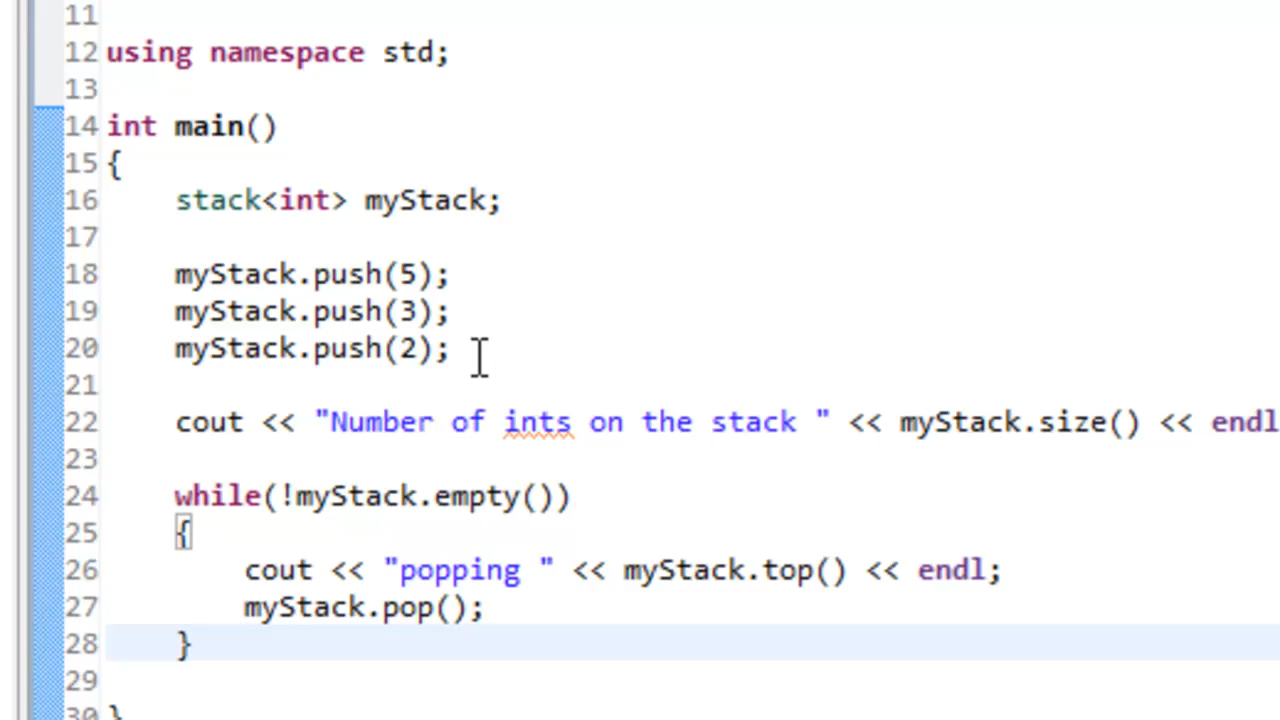 11
12 using namespace std;
13
14 int main()
15 {
16     stack<int> myStack;
17
18     myStack.push(5);
19     myStack.push(3);
20     myStack.push(2);
21
22     cout << "Number of ints on the stack " << myStack.size() << endl
23
24     while(!myStack.empty())
25     {
26         cout << "popping " << myStack.top() << endl;
27         myStack.pop();
28     }
29
30 }